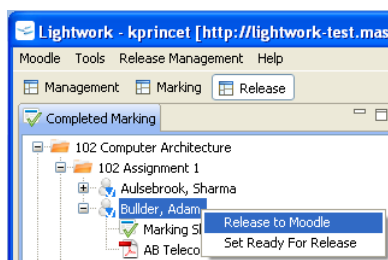 Lightwork - kprincet [http://lightwork-test.mas
Moodle Tools Release Management Help
Management Marking Release
Completed Marking
102 Computer Architecture
102 Assignment 1
Aulsebrook, Sharma
Bullder, Adam
Release to Moodle
Marking Sh
Set Ready For Release
AB Teleco